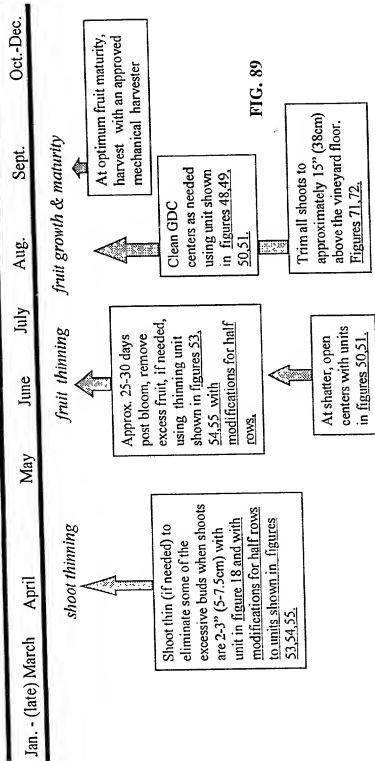 Jan. - (late) March April May June July Aug. Sept. Oct.-Dec.
shoot thinning
fruit thinning
fruit growth & maturity
Shoot thin (if needed) to
eliminate some of the
excessive buds when shoots
are 2-3" (5-7.5cm) with
unit in figure 18 and with
modifications for half rows
to units shown in figures
53,54,55.
Approx. 25-30 days
post bloom, remove
excess fruit, if needed,
using thinning unit
shown in figures 53,
54,55 with
modifications for half
rows.
At shatter, open
centers with units
in figures 50,51.
At optimum fruit maturity,
harvest with an approved
mechanical harvester
Clean GDC
centers as needed
using unit shown
in figures 48,49,
50,51.
Trim all shoots to
approximately 15" (38cm)
above the vineyard floor.
Figures 71,72.
FIG. 89